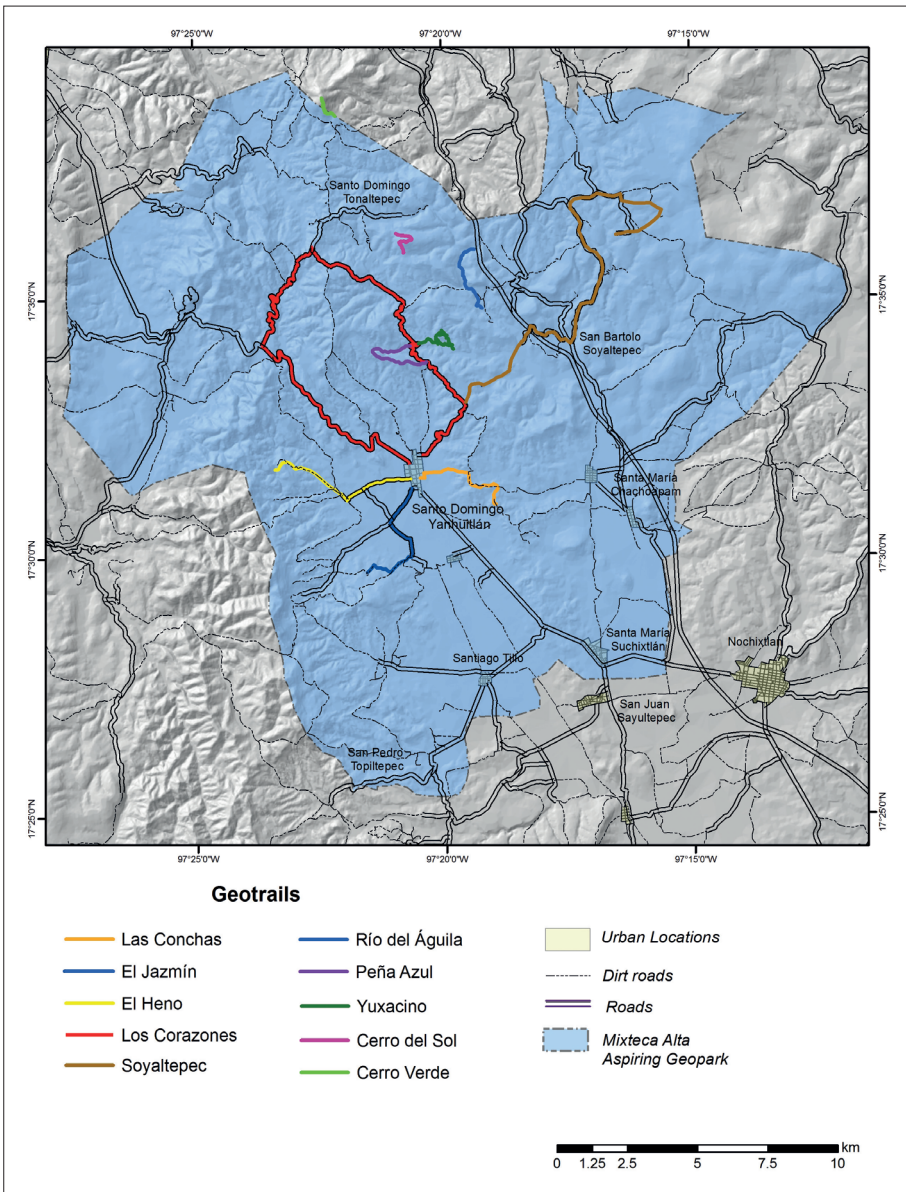 97°25'0"W
97°20'0"W
97°15'0"W
Santo Domingo
Tonaltepec
17°35'0"N
17°35'0"N
San Bartolo
Soyaltepec
Santa María
Chachoapam
Santo Domingo
Yanhuitlán
17°30'0"N
17°30'0"N
Santa María
Suchixtlán
Nochixtlan
Santiago Tillo
San Juan
Sayultepec
San Pedro
Topiltepec
17°25'0"N
17°25'0"N
97°25'0"W
97°20'0"W
97°15'0"W
Geotrails
Las Conchas
El Jazmín
El Heno
Los Corazones
Soyaltepec
Río del Águila
Peña Azul
Yuxacino
Cerro del Sol
Cerro Verde
Urban Locations
Dirt roads
Roads
Mixteca Alta
Aspiring Geopark
km
0 1.25 2.5 5 7.5 10